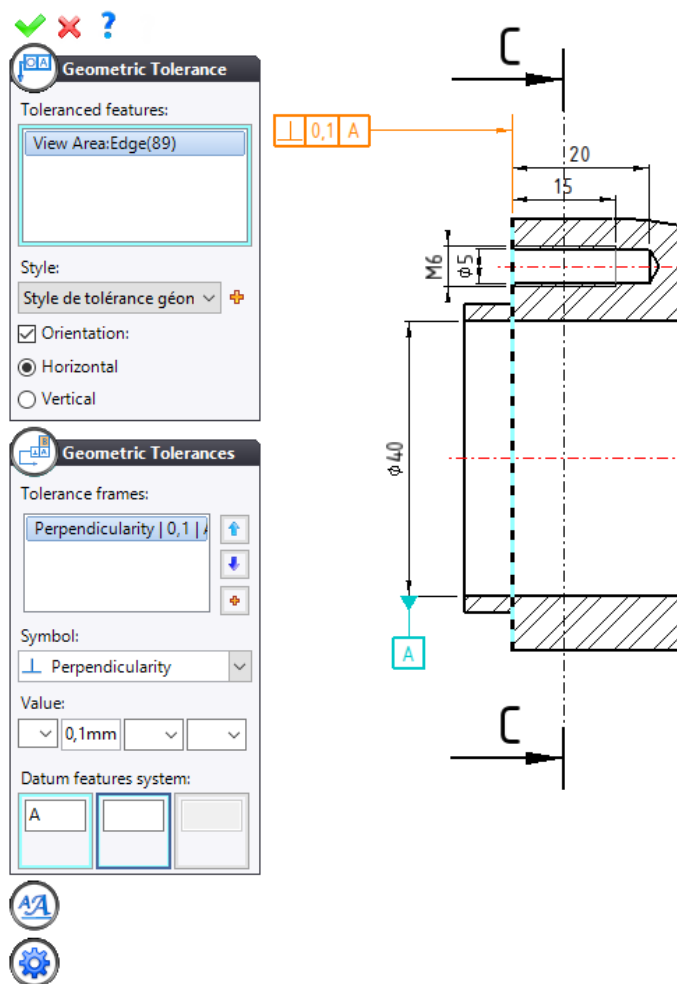 ?
Geometric Tolerance
Toleranced features:
View Area:Edge(89)
Style:
Style de tolérance géon
Orientation:
Horizontal
Vertical
Geometric Tolerances
Tolerance frames:
Perpendicularity | 0,1 | A
Symbol:
⊥ Perpendicularity
Value:
0,1mm
Datum features system:
A
AA
C
⊥ 0,1 A
20
15
M6
ϕ5
ϕ40
A
C